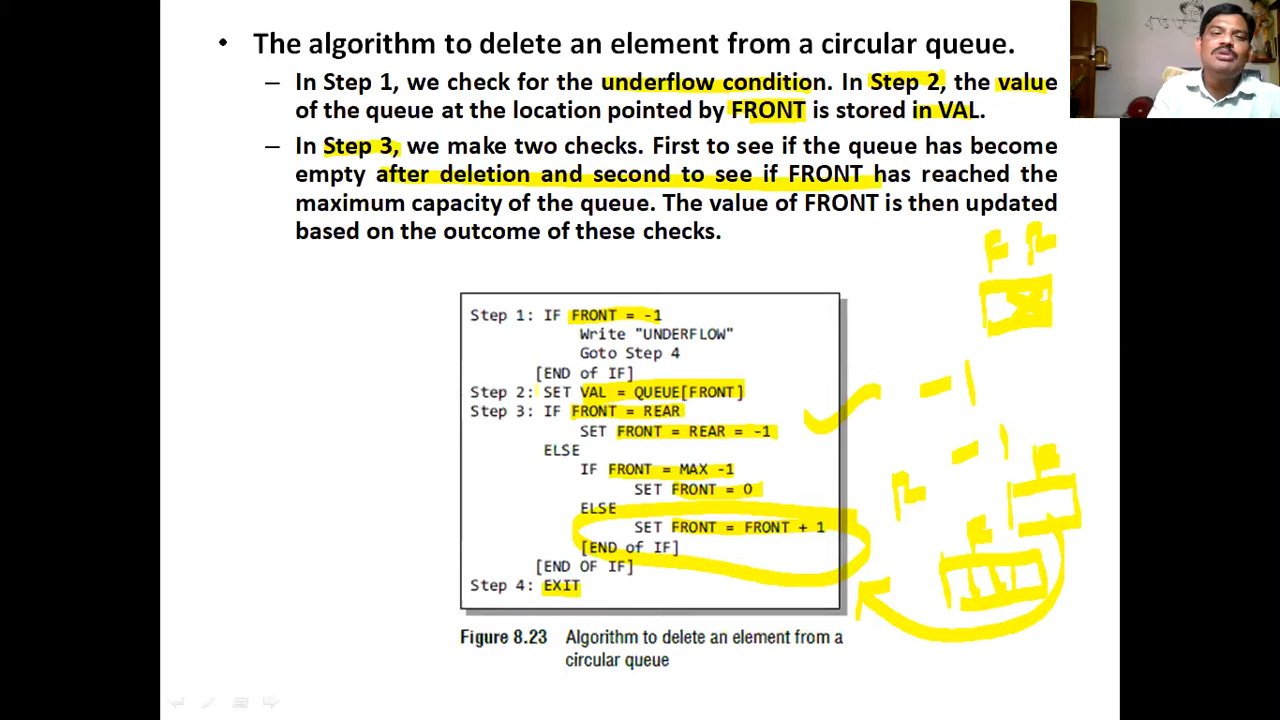 • The algorithm to delete an element from a circular queue.
– In Step 1, we check for the underflow condition. In Step 2, the value
of the queue at the location pointed by FRONT is stored in VAL.
– In Step 3, we make two checks. First to see if the queue has become
empty after deletion and second to see if FRONT has reached the
maximum capacity of the queue. The value of FRONT is then updated
based on the outcome of these checks.
F R
Step 1: IF FRONT = -1
Write "UNDERFLOW"
Goto Step 4
[END of IF]
Step 2: SET VAL = QUEUE[FRONT]
Step 3: IF FRONT = REAR
SET FRONT = REAR = -1
ELSE
IF FRONT = MAX -1
SET FRONT = 0
ELSE
SET FRONT = FRONT + 1
[END of IF]
[END OF IF]
Step 4: EXIT
-1
-1
R F
F
Figure 8.23 Algorithm to delete an element from a
circular queue